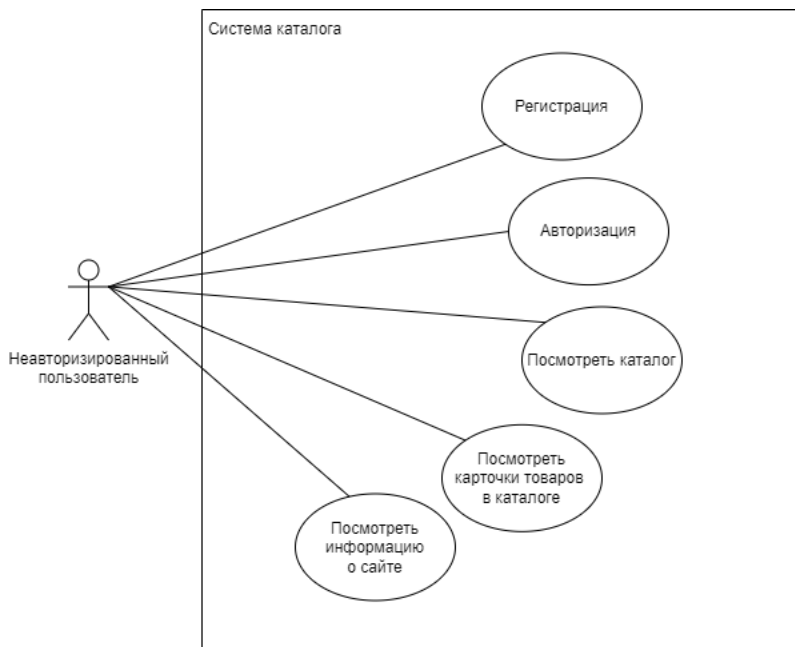 Система каталога
Регистрация
Авторизация
Посмотреть каталог
Неавторизированный
пользователь
Посмотреть
карточки товаров
в каталоге
Посмотреть
информацию
о сайте